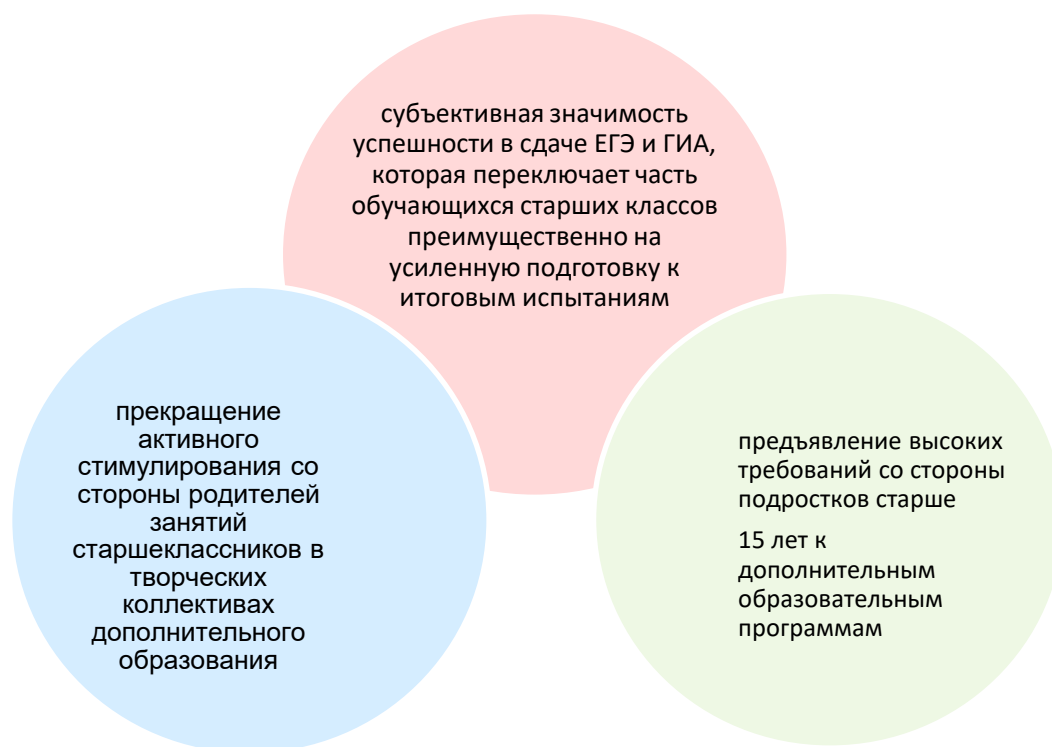 субъективная значимость
успешности в сдаче ЕГЭ и ГИА,
которая переключает часть
обучающихся старших классов
преимущественно на
усиленную подготовку к
итоговым испытаниям
прекращение
активного
стимулирования со
стороны родителей
занятий
старшеклассников в
творческих
коллективах
дополнительного
образования
предъявление высоких
требований со стороны
подростков старше
15 лет к
дополнительным
образовательным
программам